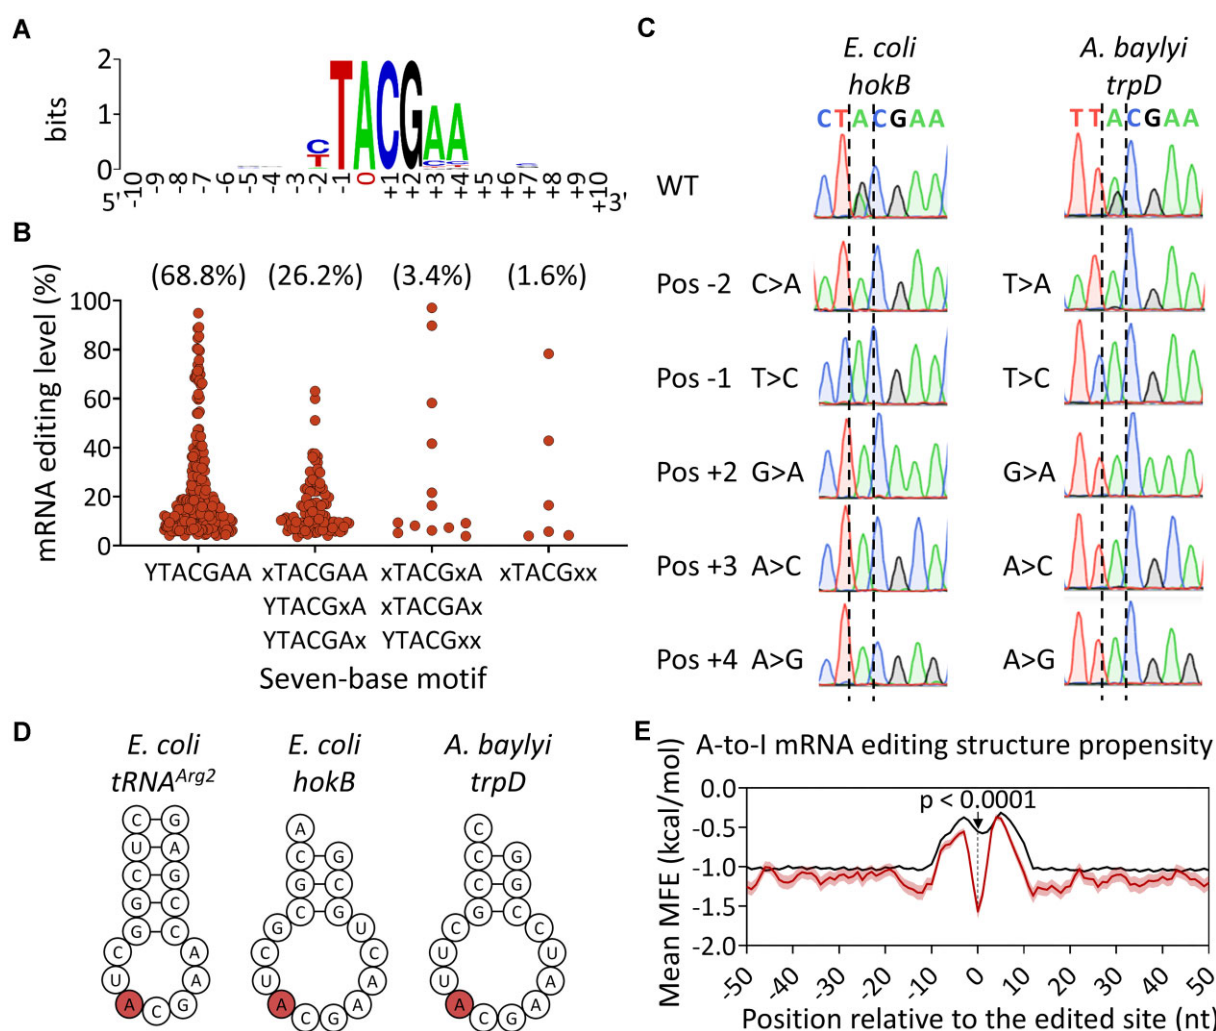 A
bits
2
1
0
C
T
TACGAA
5'
-10 -9 -8 -7 -6 -5 -4 -3 -2 -1 0 +1 +2 +3 +4 +5 +6 +7 +8 +9 +10
+3'
B
(68.8%) (26.2%) (3.4%) (1.6%)
mRNA editing level (%)
100
80
60
40
20
0
YTACGAA xTACGAA xTACGxA xTACGxx
YTACGxA xTACGAx
YTACGAx YTACGxx
Seven-base motif
C
E. coli A. baylyi
hokB trpD
CTACGAA TTACGAA
WT
Pos -2 C>A T>A
Pos -1 T>C T>C
Pos +2 G>A G>A
Pos +3 A>C A>C
Pos +4 A>G A>G
D
E. coli E. coli A. baylyi
tRNA^Arg2 hokB trpD
C G
U A
C G
G C
G C
C A
U A
A C G
A
C G
G C
C G
G U
C C
U A
A C G A A
C
C G
C G
G C
C C
U U
U A
A C G A
E
A-to-I mRNA editing structure propensity
p < 0.0001
Mean MFE (kcal/mol)
0.0
-0.5
-1.0
-1.5
-2.0
-50 -40 -30 -20 -10 0 10 20 30 40 50
Position relative to the edited site (nt)